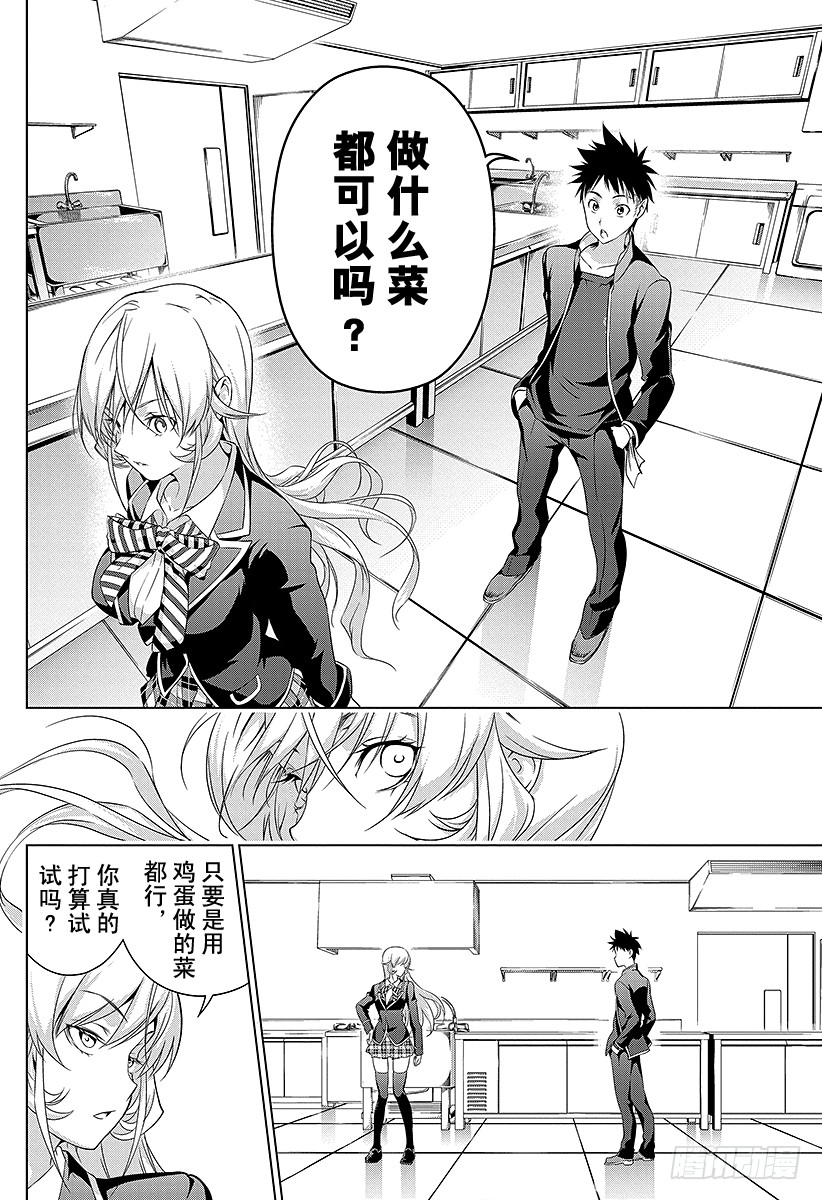 做什么菜
都可以吗？
只要是用
鸡蛋做的菜
都行，
你真的
打算试
试吗？
腾讯动漫